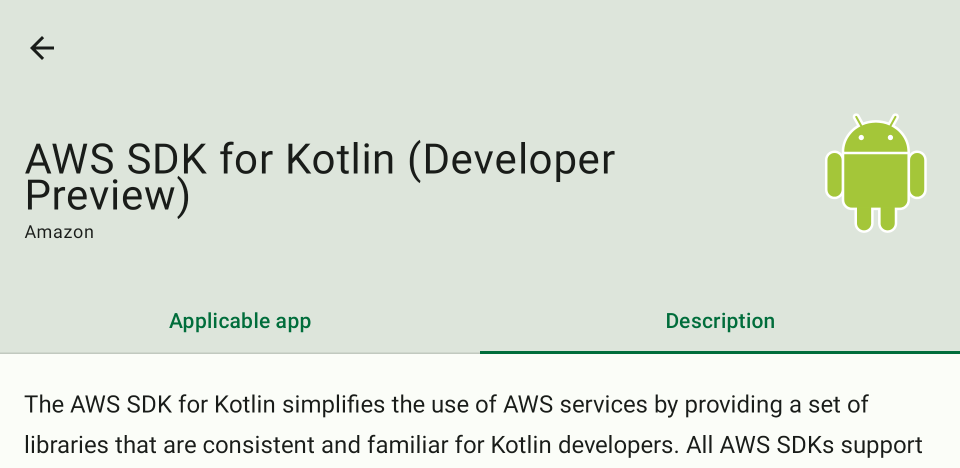 AWS SDK for Kotlin (Developer
Preview)
Amazon
Applicable app
Description
The AWS SDK for Kotlin simplifies the use of AWS services by providing a set of
libraries that are consistent and familiar for Kotlin developers. All AWS SDKs support